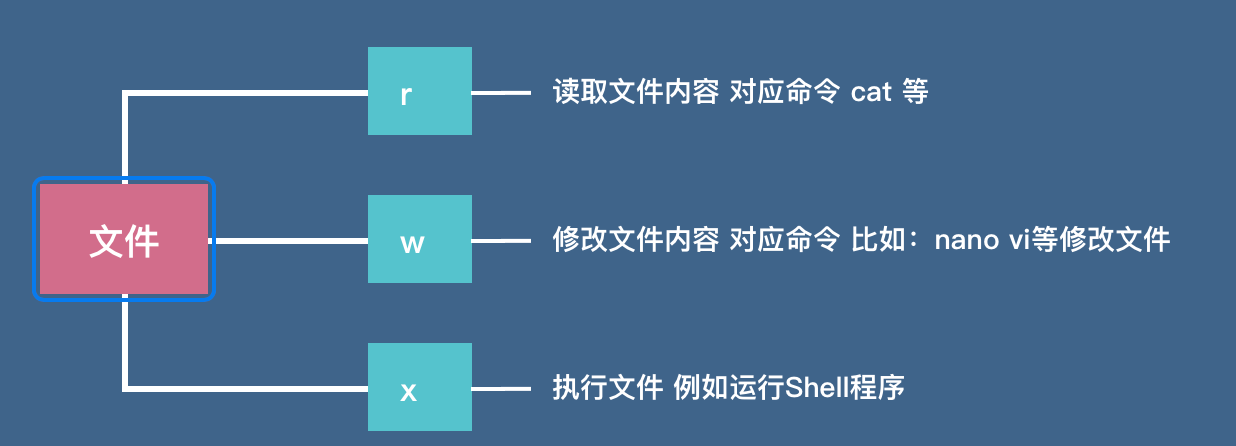 r
读取文件内容 对应命令 cat 等
文件
w
修改文件内容 对应命令 比如：nano vi等修改文件
x
执行文件 例如运行Shell程序